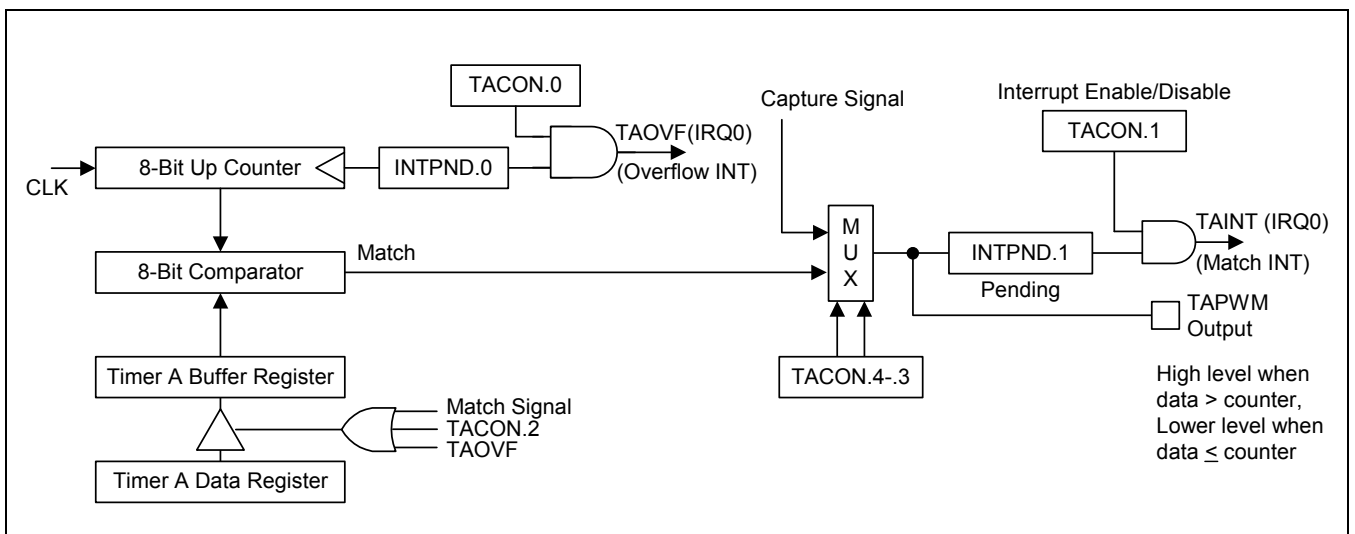 TACON.0
Capture Signal
Interrupt Enable/Disable
TACON.1
CLK
8-Bit Up Counter
INTPND.0
TAOVF(IRQ0)
(Overflow INT)
M
U
X
TAINT (IRQ0)
(Match INT)
8-Bit Comparator
Match
INTPND.1
Pending
TAPWM
Output
Timer A Buffer Register
TACON.4-.3
High level when
data > counter,
Lower level when
data ≤ counter
Match Signal
TACON.2
TAOVF
Timer A Data Register